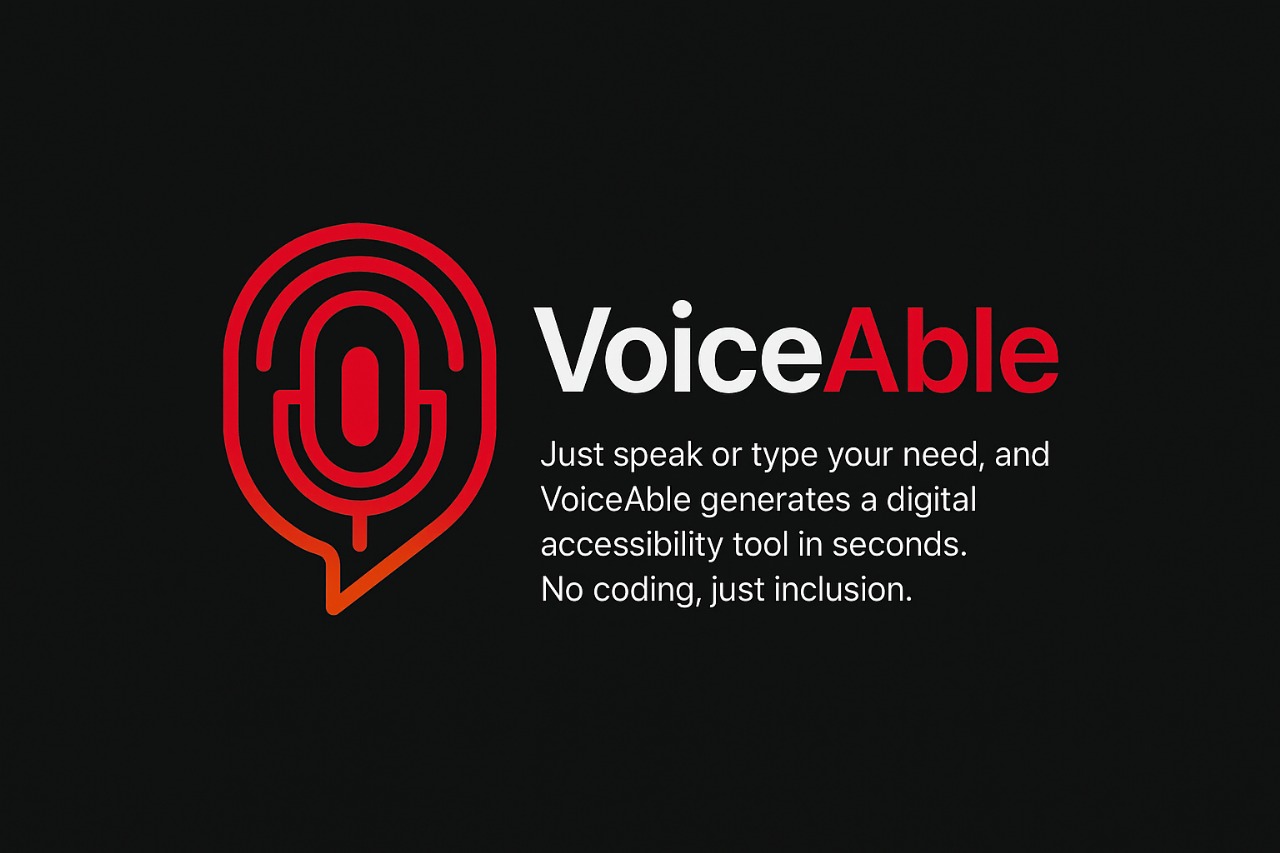 VoiceAble
Just speak or type your need, and
VoiceAble generates a digital
accessibility tool in seconds.
No coding, just inclusion.